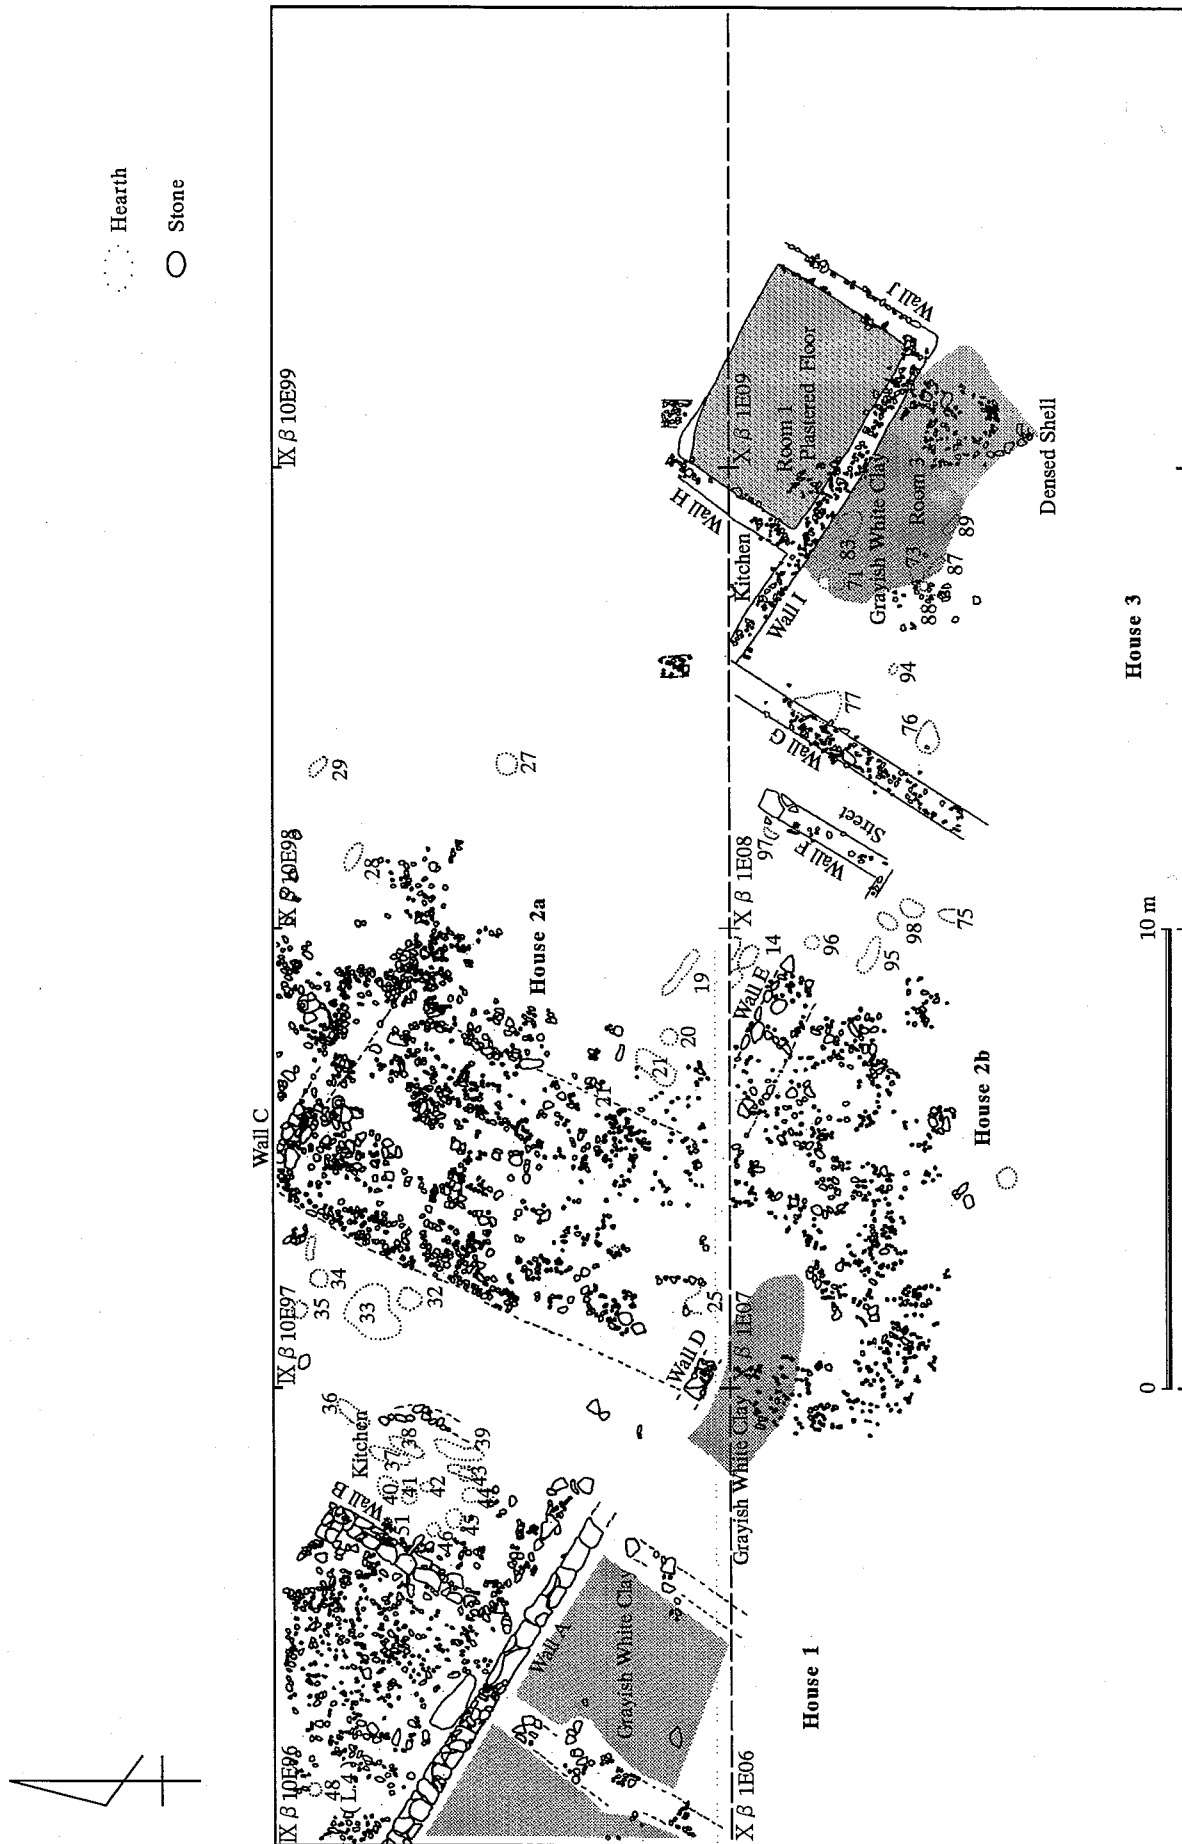 Hearth
Stone
IX β 10E96
IX β 10E97
IX β 10E98
IX β 10E99
X β 1E06
X β 1E07
X β 1E08
X β 1E09
48
( L.4 )
Wall B
Kitchen
36
37
38
39
40
41
42
43
44
45
46
51
Wall A
Grayish White Clay
House 1
Wall C
35
34
33
32
Wall D
25
Grayish White Clay
House 2a
28
29
27
21
21
20
19
Wall E
14
96
95
98
75
House 2b
97
Wall F
Street
Wall G
77
76
94
Wall H
Kitchen
Wall I
Room 1
Plastered Floor
Wall J
71
83
Grayish White Clay
73
Room 3
88
87
89
Densed Shell
House 3
0
10 m